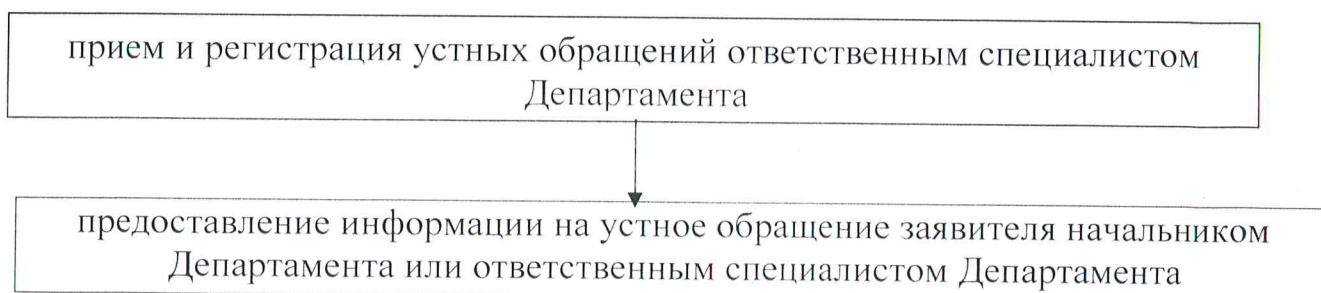 прием и регистрация устных обращений ответственным специалистом
Департамента
предоставление информации на устное обращение заявителя начальником
Департамента или ответственным специалистом Департамента